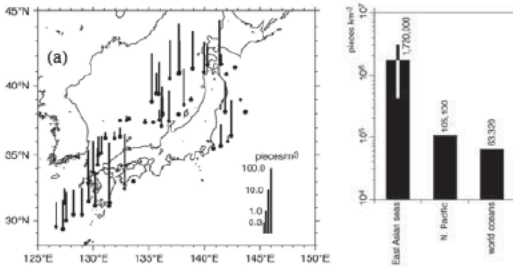 (a)
45°N
40°N
35°N
30°N
125°E 130°E 135°E 140°E 145°E 150°E
pieces/m³
100.0
10.0
1.0
0.3
pieces km⁻²
10⁷
10⁶
10⁵
10⁴
1,720,000
105,100
63,320
East Asian seas
N. Pacific
world oceans